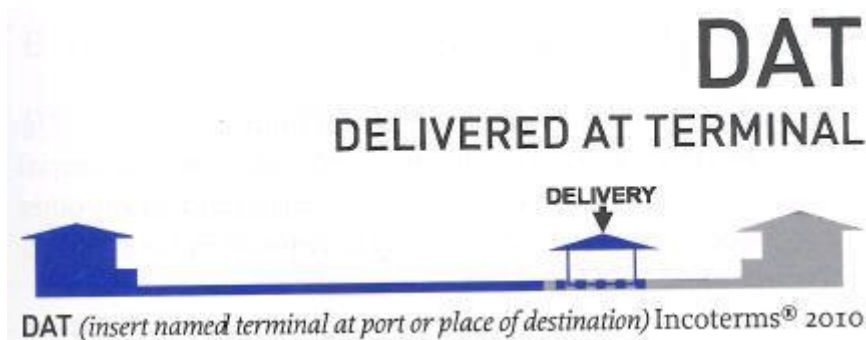 DAT
DELIVERED AT TERMINAL
DELIVERY
DAT (insert named terminal at port or place of destination) Incoterms® 2010